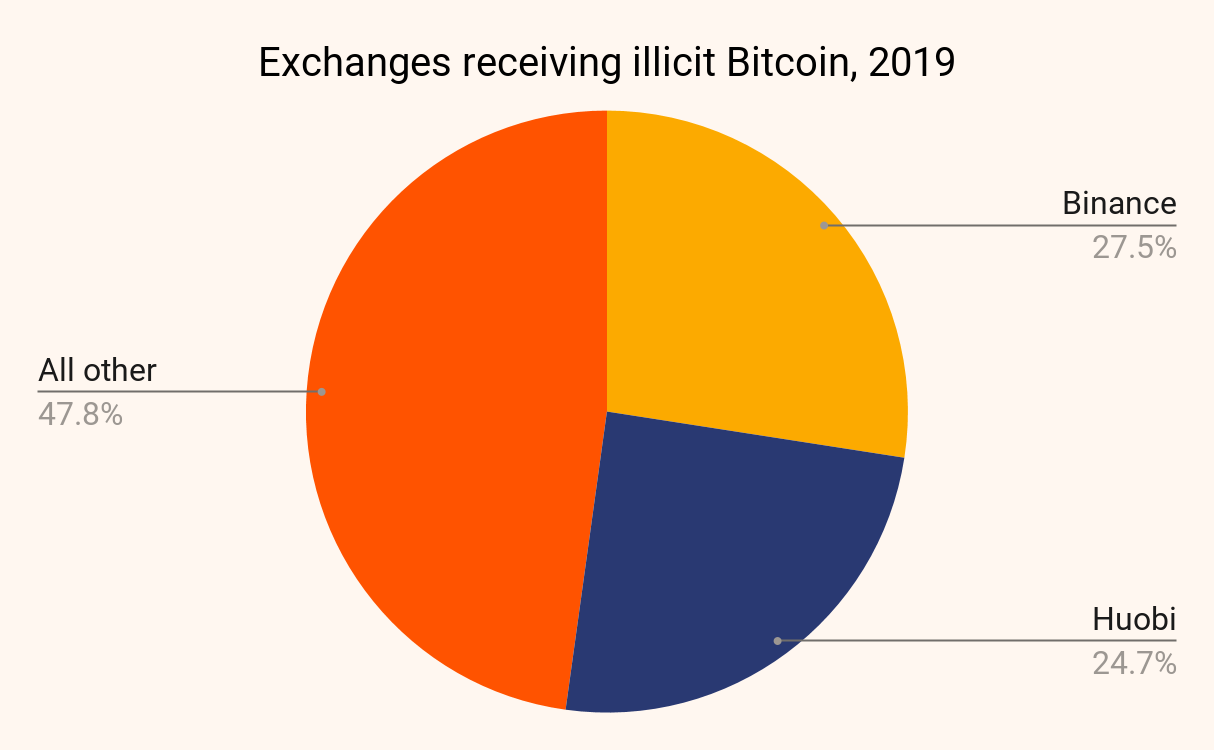 Exchanges receiving illicit Bitcoin, 2019
Binance
27.5%
All other
47.8%
Huobi
24.7%